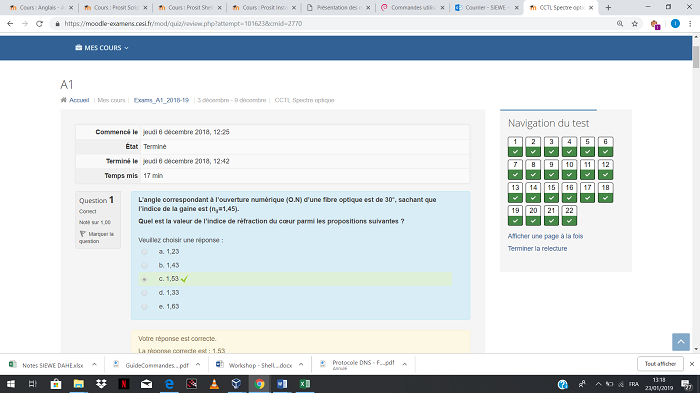 Cours : Anglais - A
Cours : Prosit Scrip
Cours : Prosit Shel
Cours : Prosit Inst
Présentation des c
Commandes utilis
Courrier - SIEWE
CCTL Spectre opti
https://moodle-examens.cesi.fr/mod/quiz/review.php?attempt=101623&cmid=2770
MES COURS
A1
Accueil | Mes cours | Exams_A1_2018-19 | 3 décembre - 9 décembre | CCTL Spectre optique
Commencé le jeudi 6 décembre 2018, 12:25
État Terminé
Terminé le jeudi 6 décembre 2018, 12:42
Temps mis 17 min
Question 1
Correct
Noté sur 1,00
Marquer la
question
L'angle correspondant à l'ouverture numérique (O.N) d'une fibre optique est de 30°, sachant que
l'indice de la gaine est (ng=1,45).
Quel est la valeur de l'indice de réfraction du cœur parmi les propositions suivantes ?
Veuillez choisir une réponse :
a. 1,23
b. 1,43
c. 1,53
d. 1,33
e. 1,63
Votre réponse est correcte.
La réponse correcte est : 1,53
Navigation du test
1 2 3 4 5 6
7 8 9 10 11 12
13 14 15 16 17 18
19 20 21 22
Afficher une page à la fois
Terminer la relecture
Notes SIEWE DAHE.xlsx
GuideCommandes....pdf
Workshop - Shell....docx
Protocole DNS - F....pdf
Annulé
Tout afficher
FRA
13:18
23/01/2019